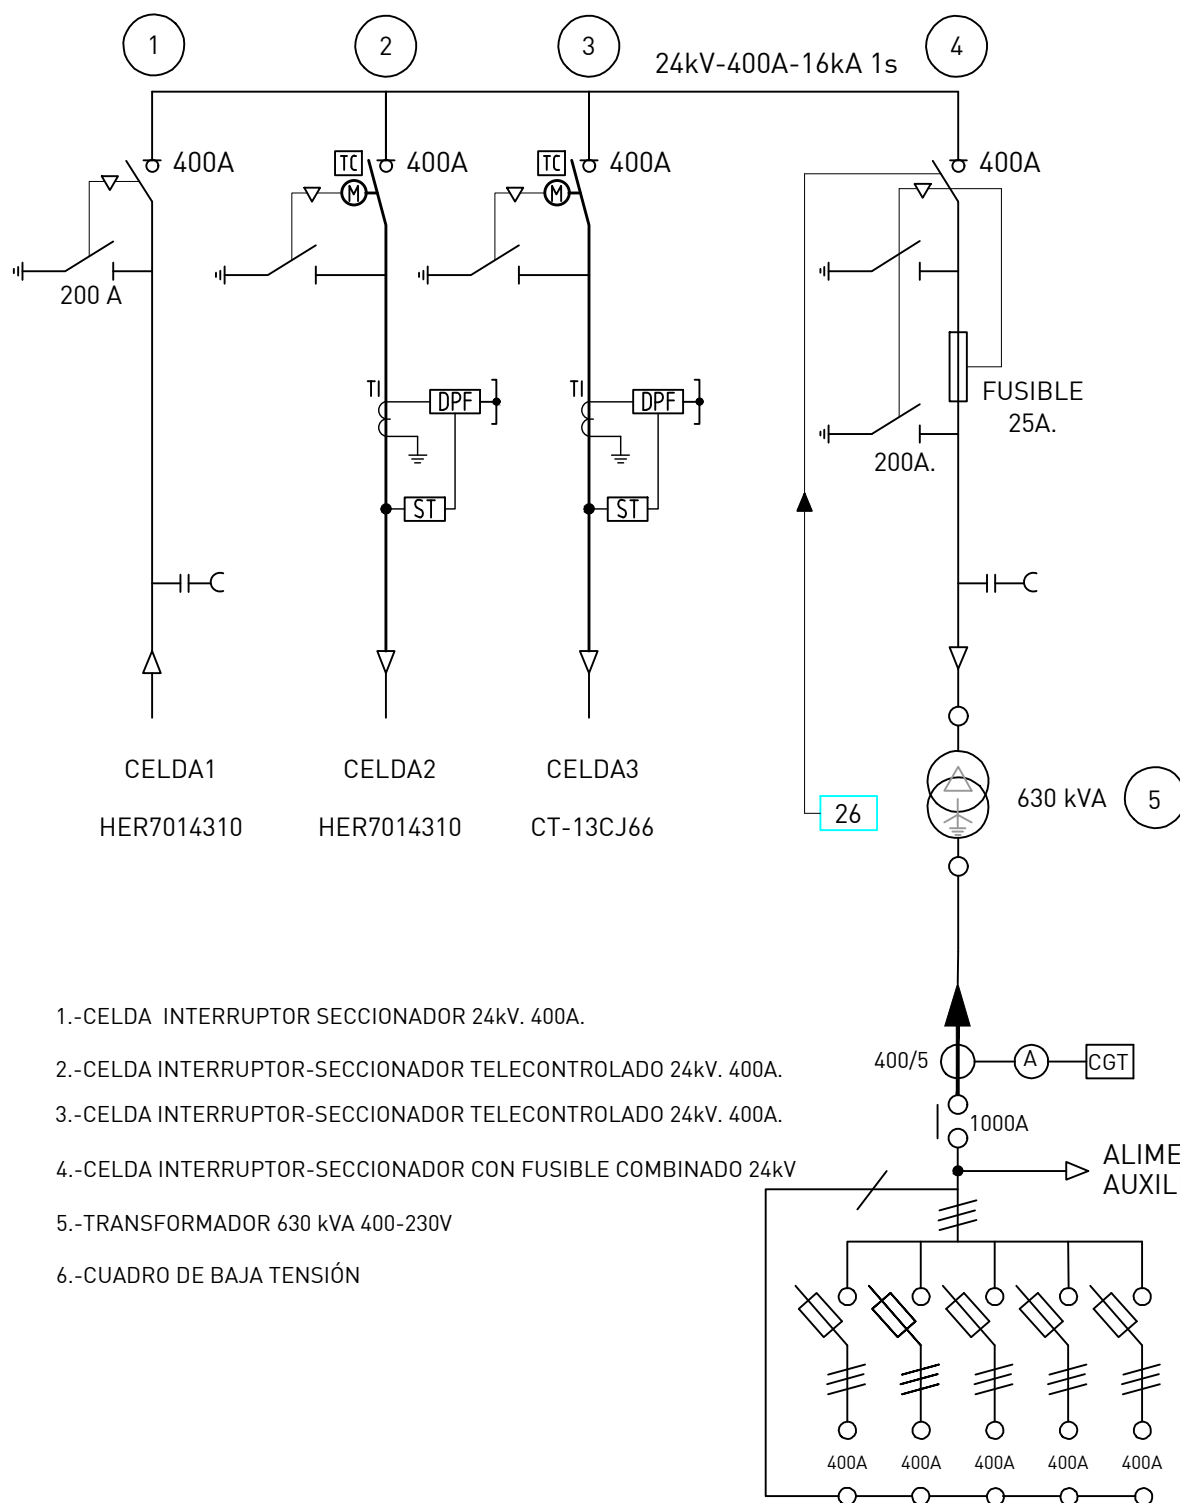 1
2
3
4
24kV-400A-16kA 1s
400A
TC
400A
TC
400A
400A
M
M
200 A
TI
DPF
TI
DPF
FUSIBLE
25A.
200A.
ST
ST
CELDA1
CELDA2
CELDA3
HER7014310
HER7014310
CT-13CJ66
26
630 kVA
5
1.-CELDA INTERRUPTOR SECCIONADOR 24kV. 400A.
2.-CELDA INTERRUPTOR-SECCIONADOR TELECONTROLADO 24kV. 400A.
3.-CELDA INTERRUPTOR-SECCIONADOR TELECONTROLADO 24kV. 400A.
4.-CELDA INTERRUPTOR-SECCIONADOR CON FUSIBLE COMBINADO 24kV
5.-TRANSFORMADOR 630 kVA 400-230V
6.-CUADRO DE BAJA TENSIÓN
400/5
A
CGT
1000A
ALIME
AUXIL
400A
400A
400A
400A
400A